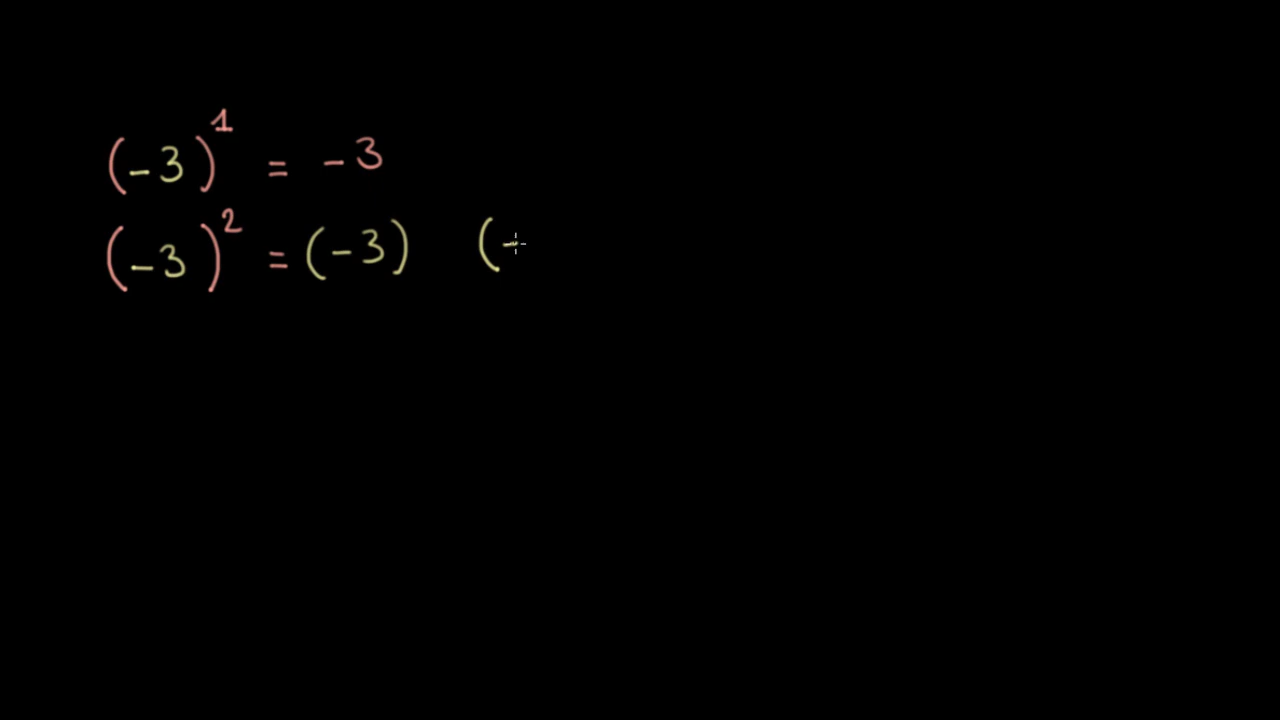 (-3)¹ = -3
(-3)² = (-3) (-